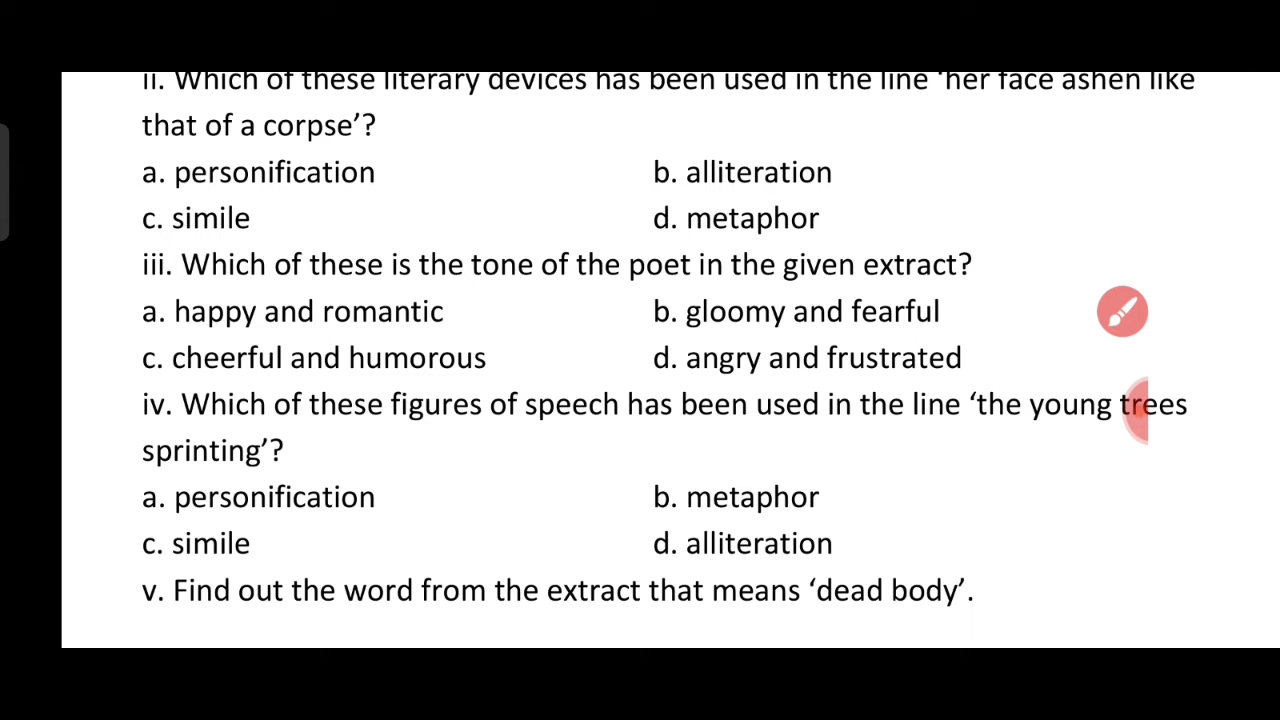 ii. Which of these literary devices has been used in the line ‘her face ashen like
that of a corpse’?
a. personification b. alliteration
c. simile d. metaphor
iii. Which of these is the tone of the poet in the given extract?
a. happy and romantic b. gloomy and fearful
c. cheerful and humorous d. angry and frustrated
iv. Which of these figures of speech has been used in the line ‘the young trees
sprinting’?
a. personification b. metaphor
c. simile d. alliteration
v. Find out the word from the extract that means ‘dead body’.